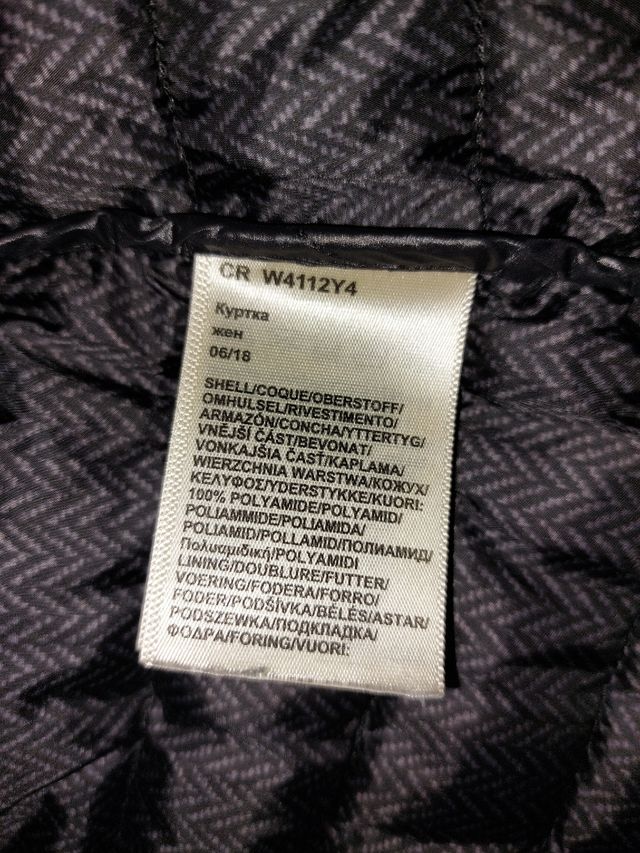 CR W4112Y4
Куртка
жен
06/18
SHELL/COQUE/OBERSTOFF/
OMHULSEL/RIVESTIMENTO/
ARMAZÓN/CONCHA/YTTERTYG/
VNĚJŠÍ ČÁST/BEVONAT/
VONKAJŠIA ČASŤ/KAPLAMA/
WIERZCHNIA WARSTWA/КОЖУХ/
ΚΕΛΥΦΟΣ/YDERSTYKKE/KUORI:
100% POLYAMIDE/POLYAMID/
POLIAMMIDE/POLIAMIDA/
POLIAMID/POLLAMID/ПОЛИАМИД/
Πολυαμιδική/POLYAMIDI
LINING/DOUBLURE/FUTTER/
VOERING/FODERA/FORRO/
FODER/PODŠÍVKA/BÉLÉS/ASTAR/
PODSZEWKA/ПОДКЛАДКА/
ΦΟΔΡΑ/FORING/VUORI: